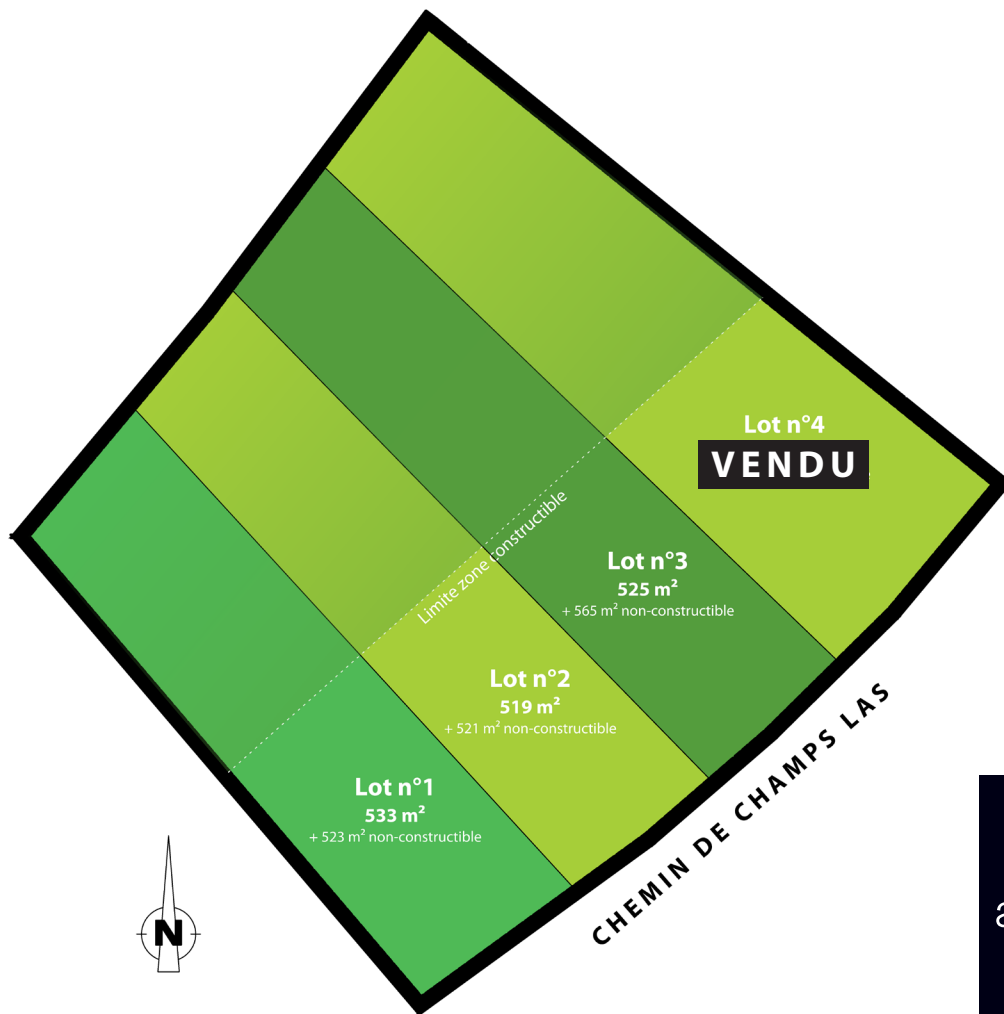 Lot n°4
VENDU
Limite zone constructible
Lot n°3
525 m²
+ 565 m² non-constructible
Lot n°2
519 m²
+ 521 m² non-constructible
Lot n°1
533 m²
+ 523 m² non-constructible
CHEMIN DE CHAMPS LAS
N